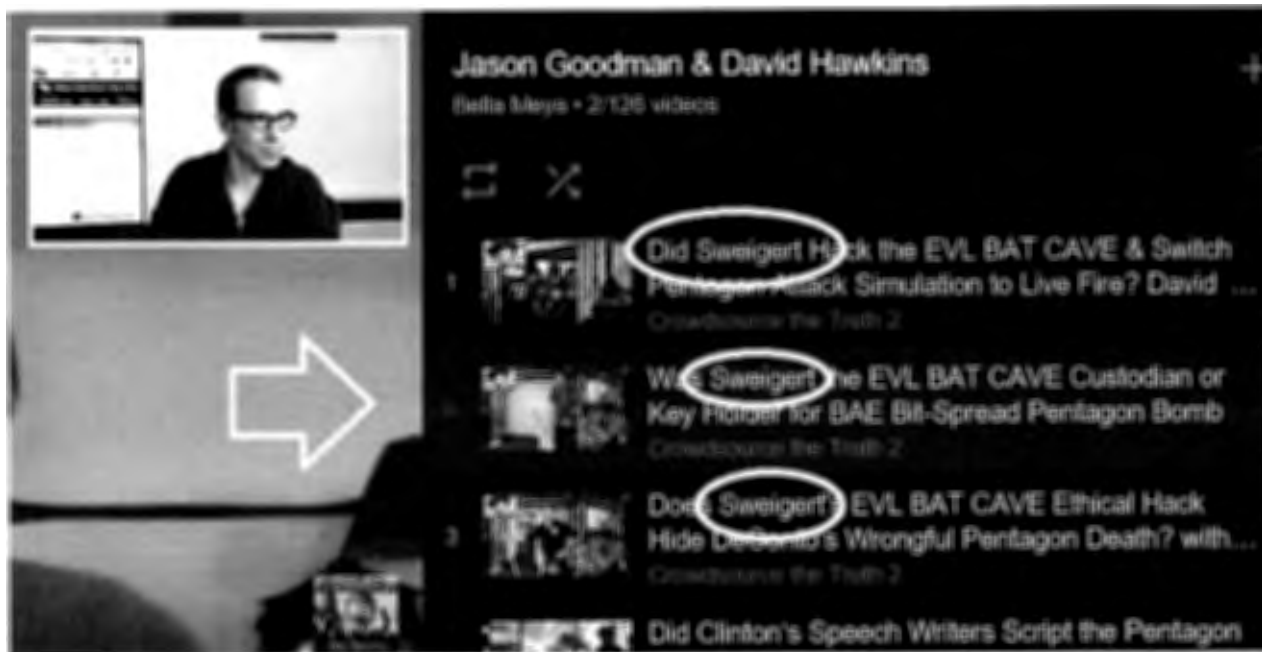 Jason Goodman & David Hawkins
Bella Meys • 2/126 videos
1
Did Sweigert Hack the EVL BAT CAVE & Switch
Pentagon Attack Simulation to Live Fire? David ...
Crowdsource the Truth 2
Was Sweigert the EVL BAT CAVE Custodian or
Key Holder for BAE Bit-Spread Pentagon Bomb
Crowdsource the Truth 2
3
Does Sweigert's EVL BAT CAVE Ethical Hack
Hide Wrongful Pentagon Death? with...
Crowdsource the Truth 2
Did Clinton's Speech Writers Script the Pentagon